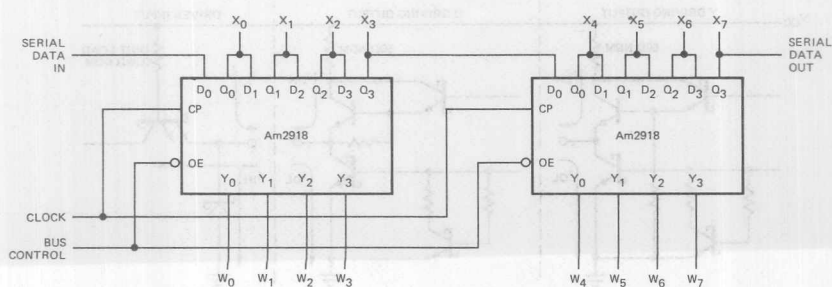 X0 X1 X2 X3 X4 X5 X6 X7
SERIAL DATA IN
SERIAL DATA OUT
D0 Q0 D1 Q1 D2 Q2 D3 Q3
CP
Am2918
OE
Y0 Y1 Y2 Y3
D0 Q0 D1 Q1 D2 Q2 D3 Q3
CP
Am2918
OE
Y0 Y1 Y2 Y3
CLOCK
BUS CONTROL
W0 W1 W2 W3 W4 W5 W6 W7